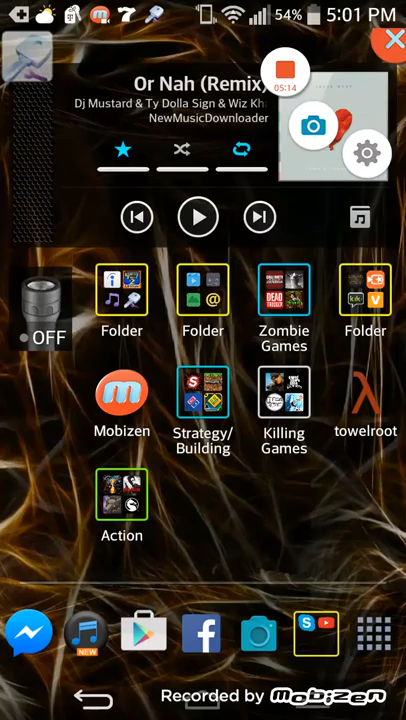 54% 5:01 PM
Or Nah (Remix)
Dj Mustard & Ty Dolla Sign & Wiz Kha
NewMusicDownloader
05:14
OFF
Folder
Folder
Zombie Games
Folder
Mobizen
Strategy/
Building
Killing
Games
towelroot
Action
NEW
Recorded by mobizen